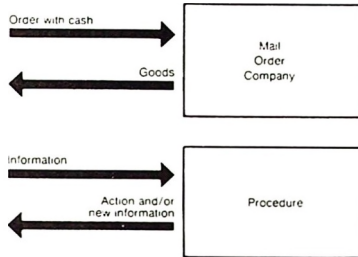 Order with cash
Mail
Order
Company
Goods
Information
Action and/or
new information
Procedure